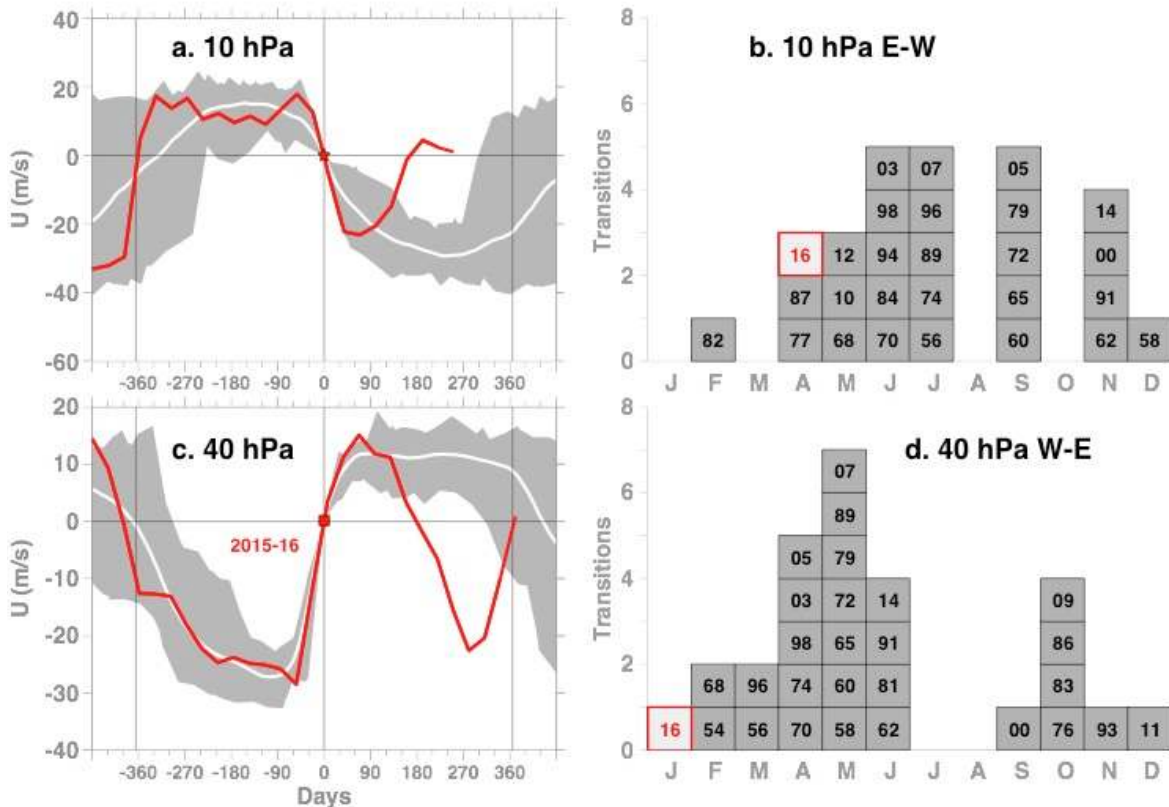 a. 10 hPa
U (m/s)
40
20
0
-20
-40
-60
-360 -270 -180 -90 0 90 180 270 360
b. 10 hPa E-W
Transitions
8
6
4
2
0
03 07 05
98 96 79 14
16 12 94 89 72 00
87 10 84 74 65 91
82 77 68 70 56 60 62 58
J F M A M J J A S O N D
c. 40 hPa
U (m/s)
20
10
0
-10
-20
-30
-40
2015-16
-360 -270 -180 -90 0 90 180 270 360
Days
d. 40 hPa W-E
Transitions
8
6
4
2
0
07
89
05 79
03 72 14 09
98 65 91 86
68 96 74 60 81 83
16 54 56 70 58 62 00 76 93 11
J F M A M J J A S O N D